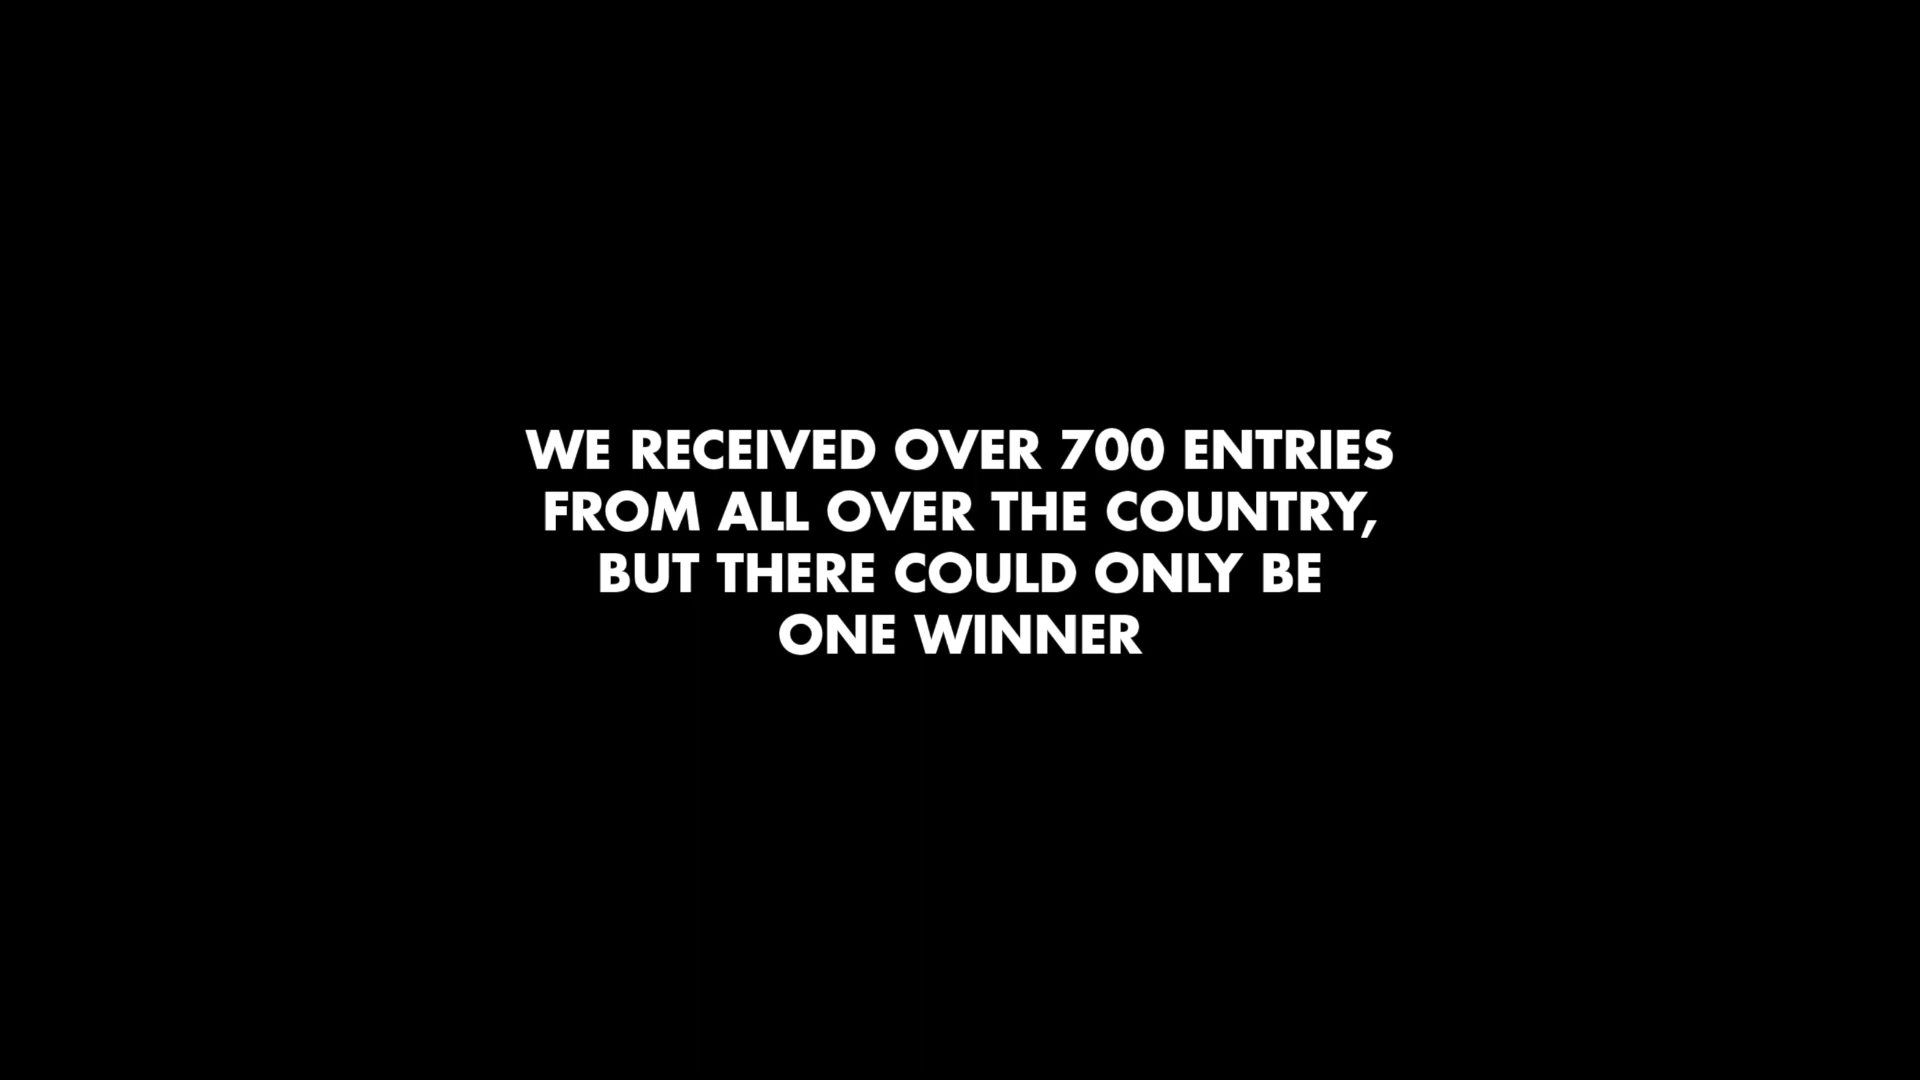 WE RECEIVED OVER 700 ENTRIES
FROM ALL OVER THE COUNTRY,
BUT THERE COULD ONLY BE
ONE WINNER